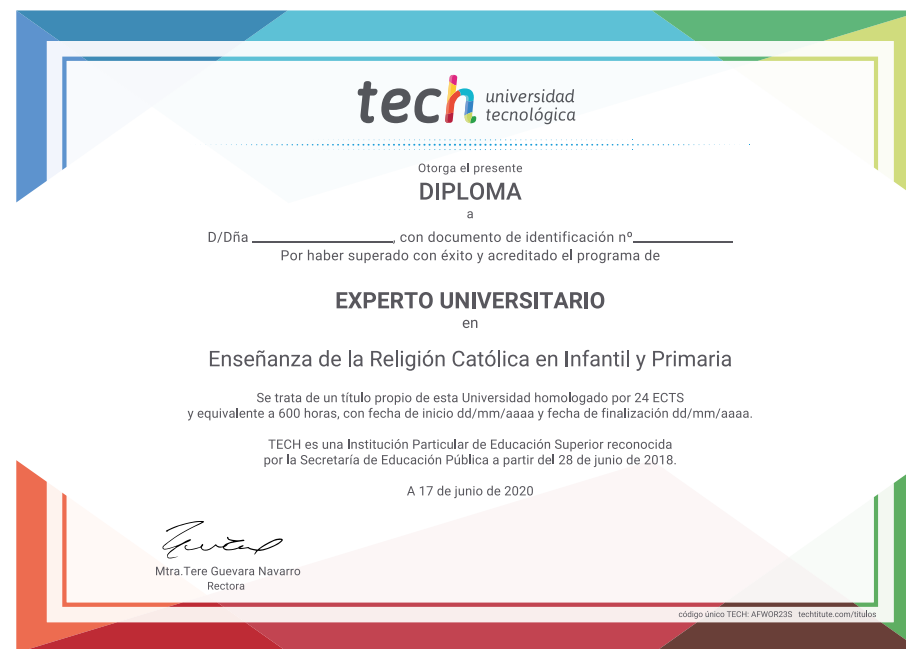 tech universidad
tecnológica
Otorga el presente
DIPLOMA
a
D/Dña ____________________, con documento de identificación nº______________
Por haber superado con éxito y acreditado el programa de
EXPERTO UNIVERSITARIO
en
Enseñanza de la Religión Católica en Infantil y Primaria
Se trata de un título propio de esta Universidad homologado por 24 ECTS
y equivalente a 600 horas, con fecha de inicio dd/mm/aaaa y fecha de finalización dd/mm/aaaa.
TECH es una Institución Particular de Educación Superior reconocida
por la Secretaría de Educación Pública a partir del 28 de junio de 2018.
A 17 de junio de 2020
Mtra.Tere Guevara Navarro
Rectora
código único TECH: AFWOR23S techtitute.com/titulos